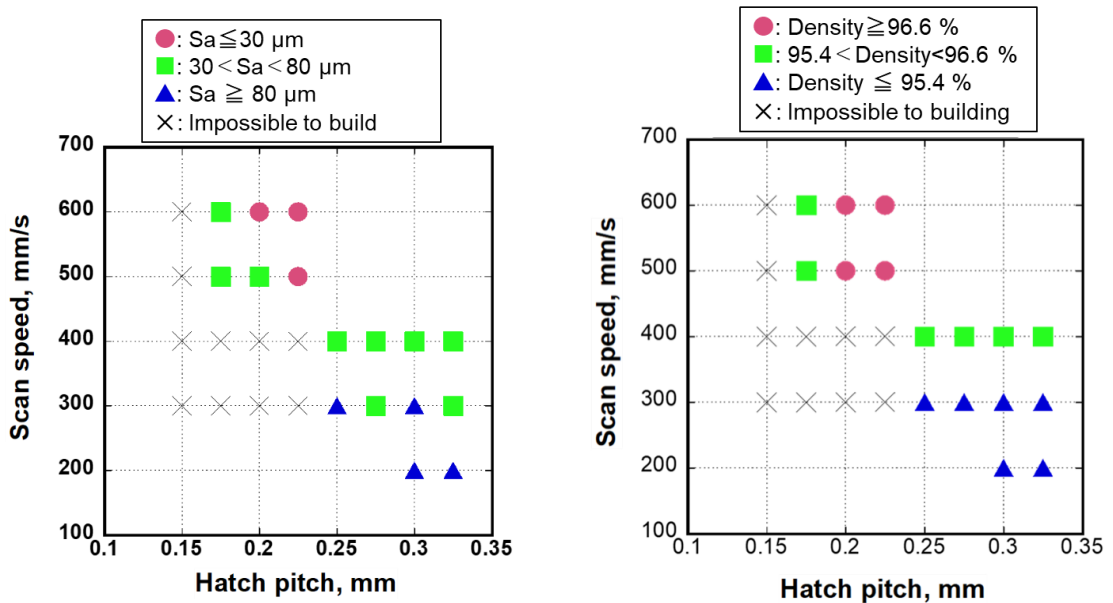 : Sa≦30 µm
: 30<Sa<80 µm
: Sa ≧ 80 µm
: Impossible to build
700
600
500
400
300
200
100
0.1 0.15 0.2 0.25 0.3 0.35
Scan speed, mm/s
Hatch pitch, mm
: Density≧96.6 %
: 95.4<Density<96.6 %
: Density ≦ 95.4 %
: Impossible to building
700
600
500
400
300
200
100
0.1 0.15 0.2 0.25 0.3 0.35
Scan speed, mm/s
Hatch pitch, mm